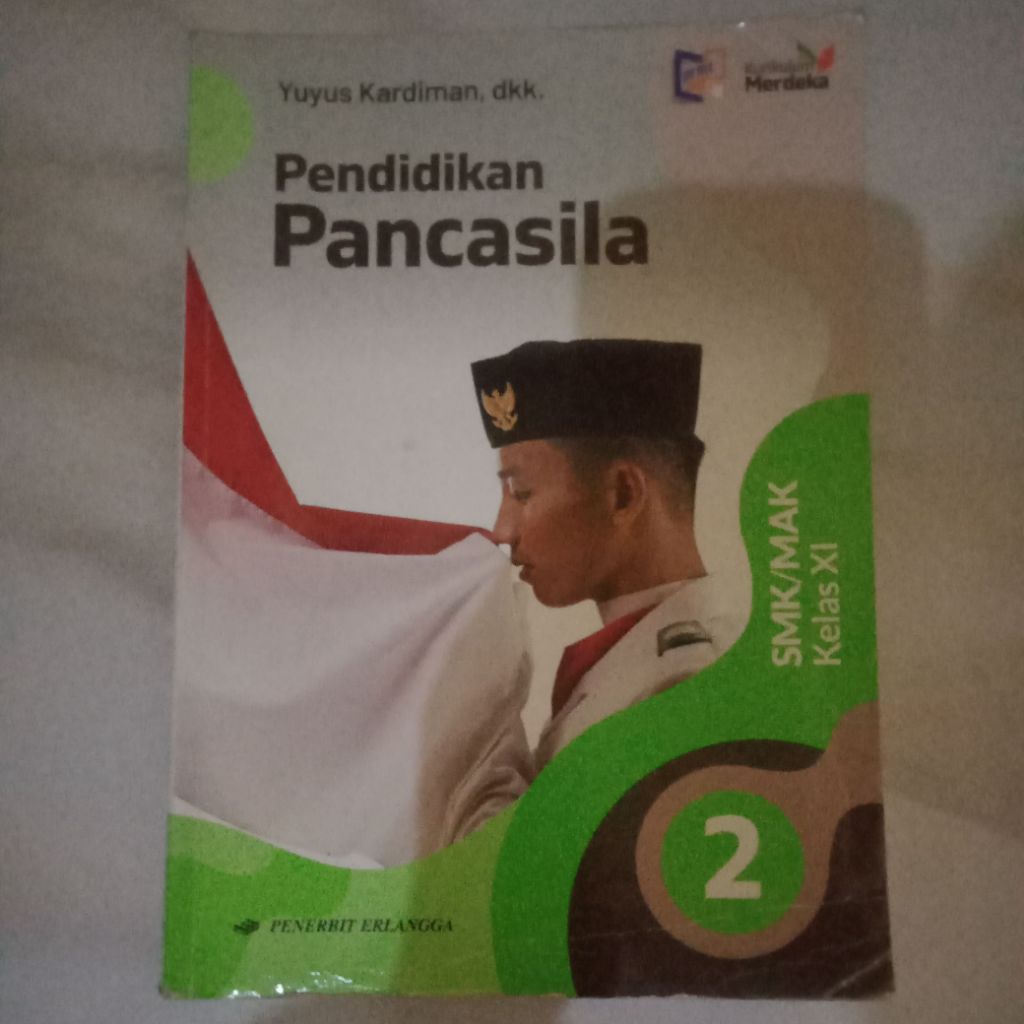 Yuyus Kardiman, dkk.
Kurikulum
Merdeka
Pendidikan
Pancasila
SMK/MAK
Kelas XI
2
PENERBIT ERLANGGA